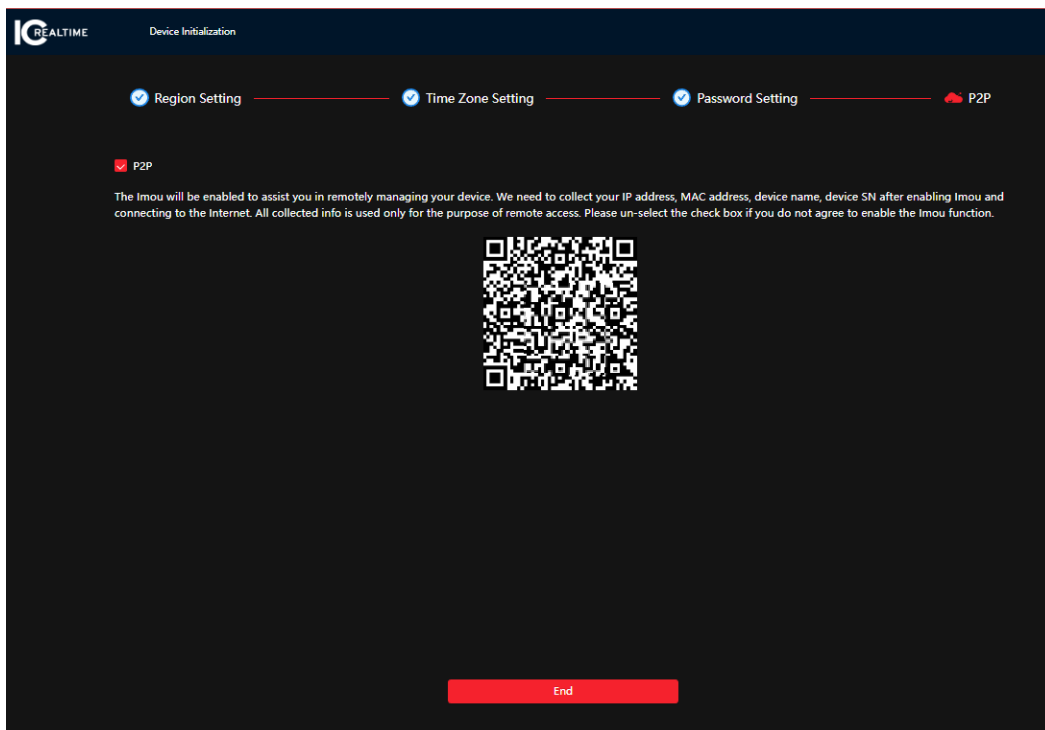 IC REALTIME
Device Initialization
Region Setting
Time Zone Setting
Password Setting
P2P
P2P
The Imou will be enabled to assist you in remotely managing your device. We need to collect your IP address, MAC address, device name, device SN after enabling Imou and
connecting to the Internet. All collected info is used only for the purpose of remote access. Please un-select the check box if you do not agree to enable the Imou function.
End